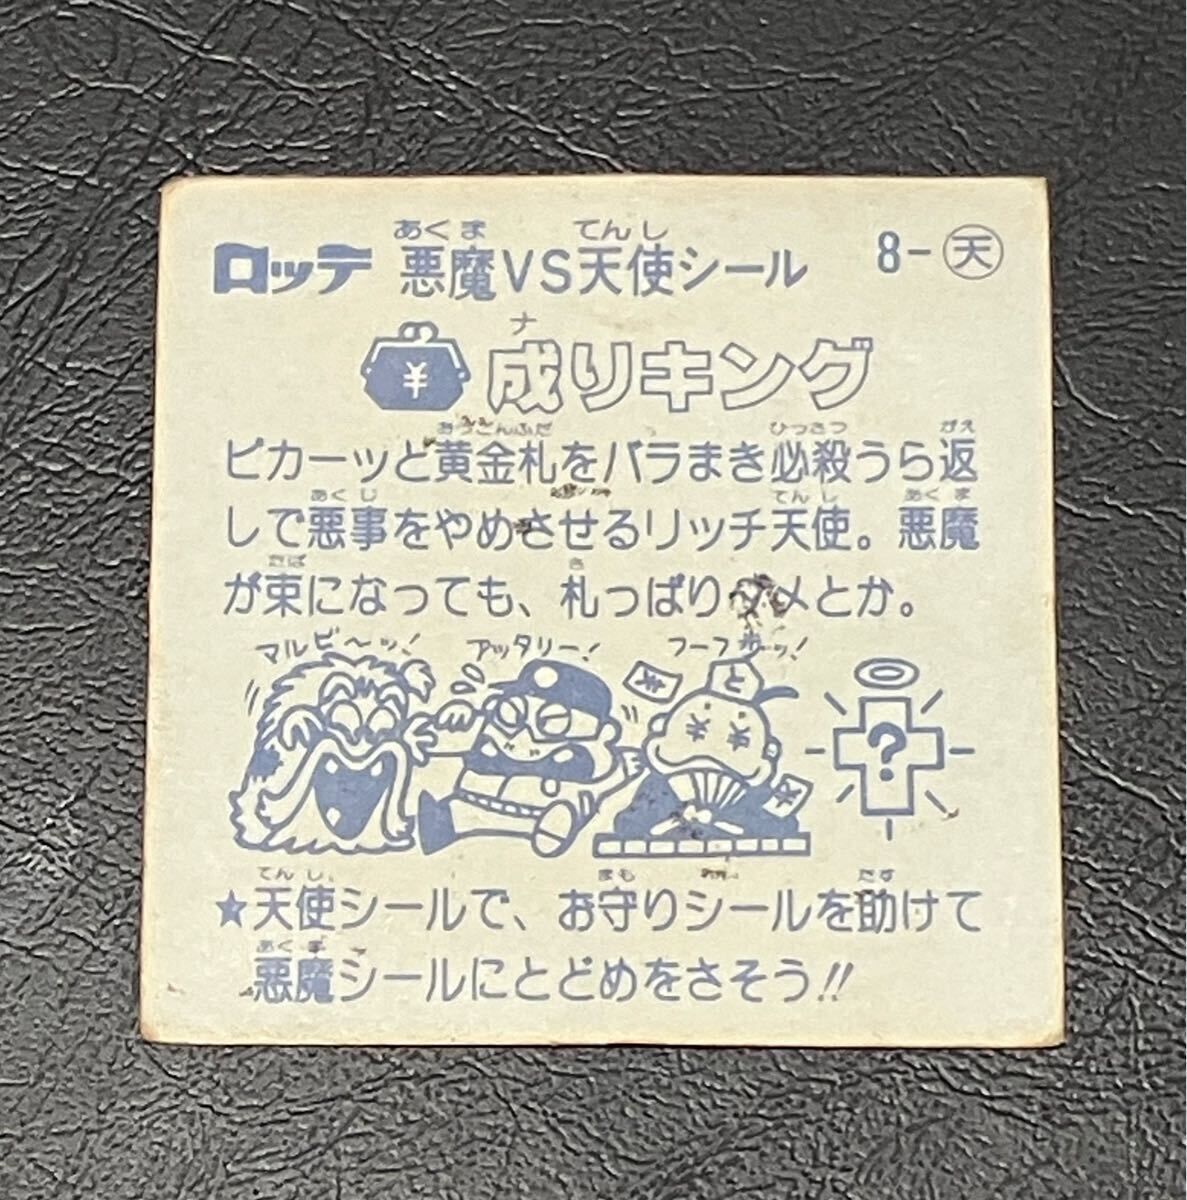 ロッテ 悪魔VS天使シール 8-天
¥ 成りキング
ピカーッと黄金札をバラまき必殺うら返
しで悪事をやめさせるリッチ天使。悪魔
が束になっても、札っぱりダメとか。
マルビ〜ッ! アッタリー! フーフ
?
★天使シールで、お守りシールを助けて
悪魔シールにとどめをさそう!!